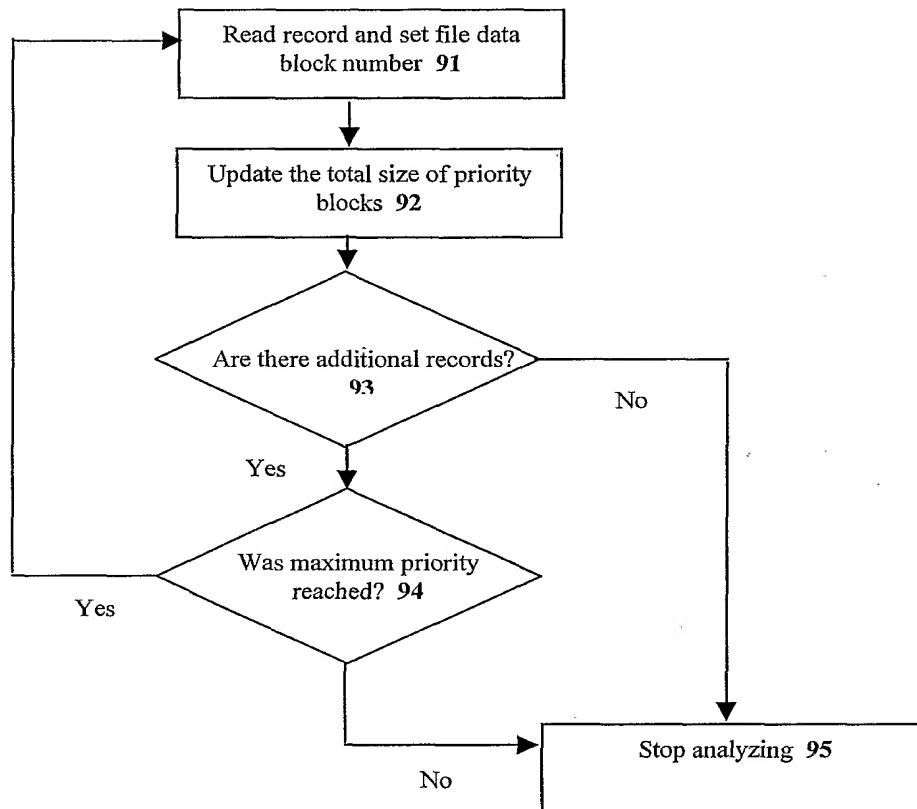 Read record and set file data
block number 91
Update the total size of priority
blocks 92
Are there additional records?
93
No
Yes
Was maximum priority
reached? 94
Yes
No
Stop analyzing 95